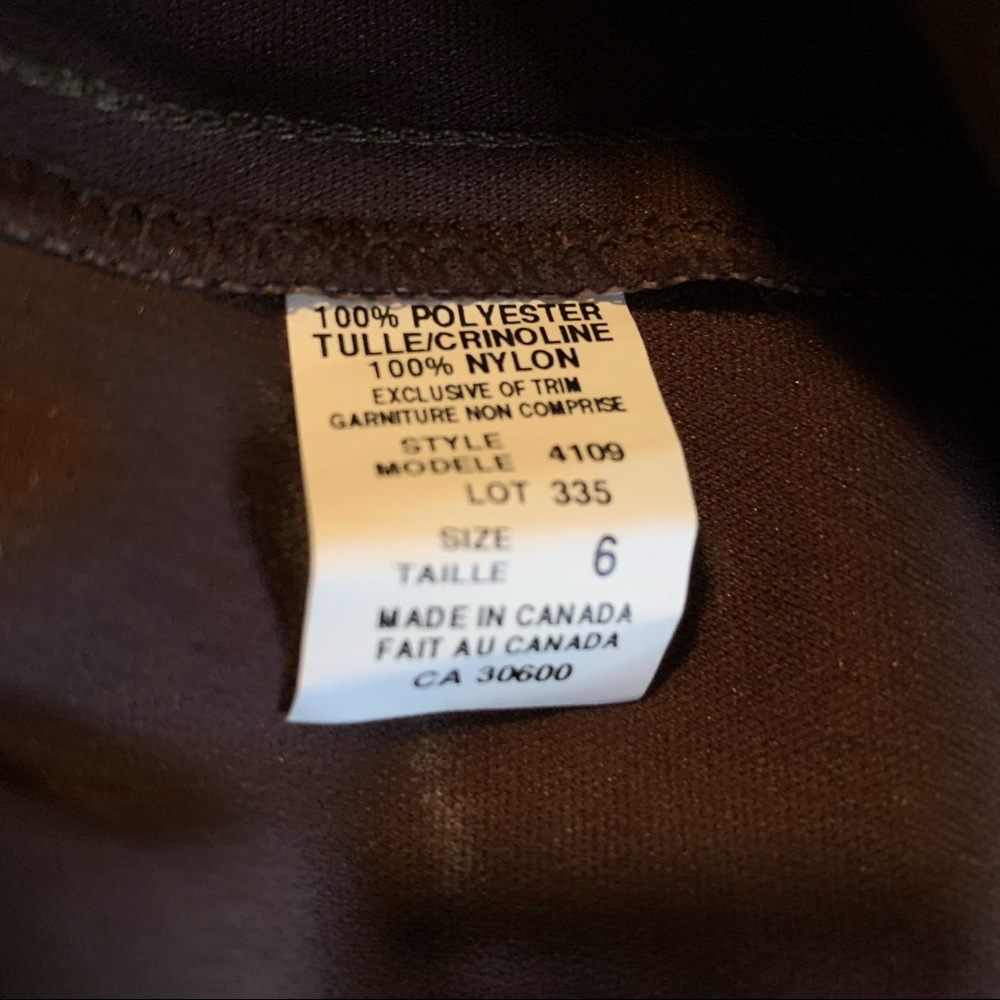 100% POLYESTER
TULLE/CRINOLINE
100% NYLON
EXCLUSIVE OF TRIM
GARNITURE NON COMPRISE
STYLE
MODELE 4109
LOT 335
SIZE
TAILLE 6
MADE IN CANADA
FAIT AU CANADA
CA 30600